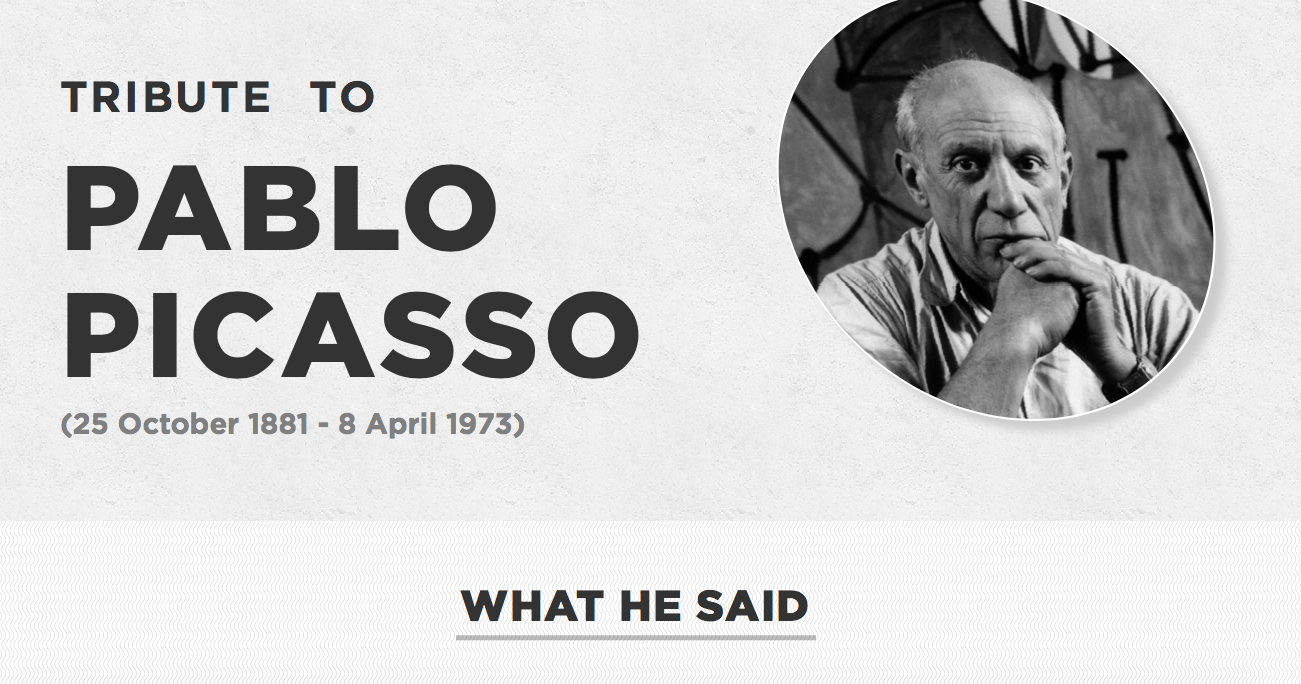 TRIBUTE TO
PABLO
PICASSO
(25 October 1881 - 8 April 1973)
WHAT HE SAID